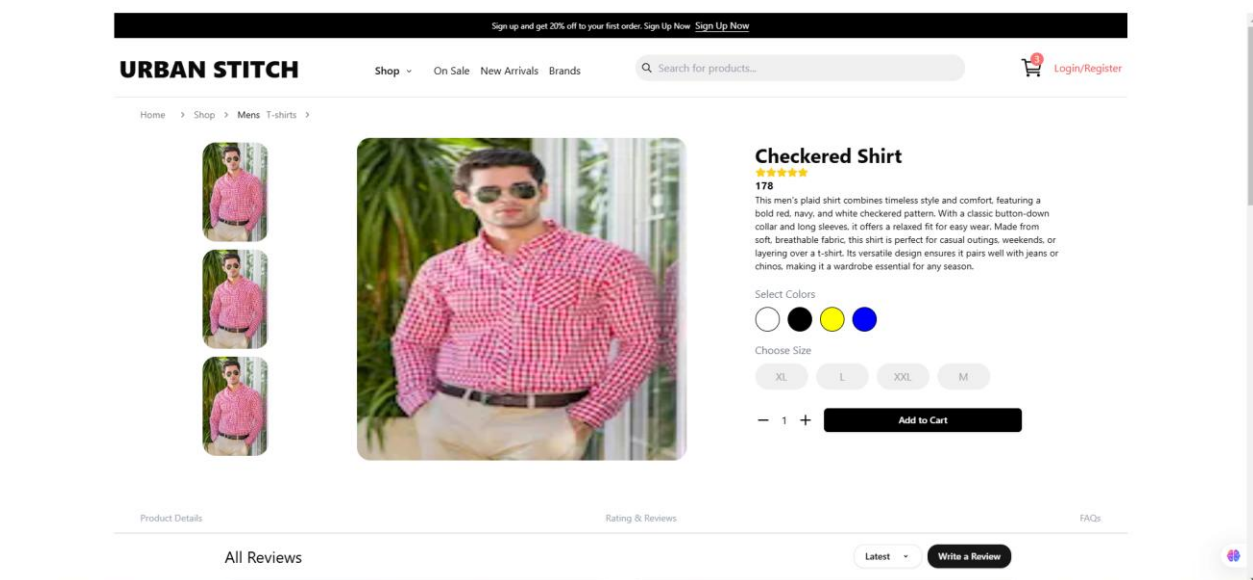 Sign up and get 20% off to your first order. Sign Up Now Sign Up Now
URBAN STITCH
Shop On Sale New Arrivals Brands
Search for products...
3
Login/Register
Home > Shop > Mens T-shirts >
Checkered Shirt
178
This men's plaid shirt combines timeless style and comfort, featuring a
bold red, navy, and white checkered pattern. With a classic button-down
collar and long sleeves, it offers a relaxed fit for easy wear. Made from
soft, breathable fabric, this shirt is perfect for casual outings, weekends, or
layering over a t-shirt. Its versatile design ensures it pairs well with jeans or
chinos, making it a wardrobe essential for any season.
Select Colors
Choose Size
XL L XXL M
1
Add to Cart
Product Details
Rating & Reviews
FAQs
All Reviews
Latest
Write a Review